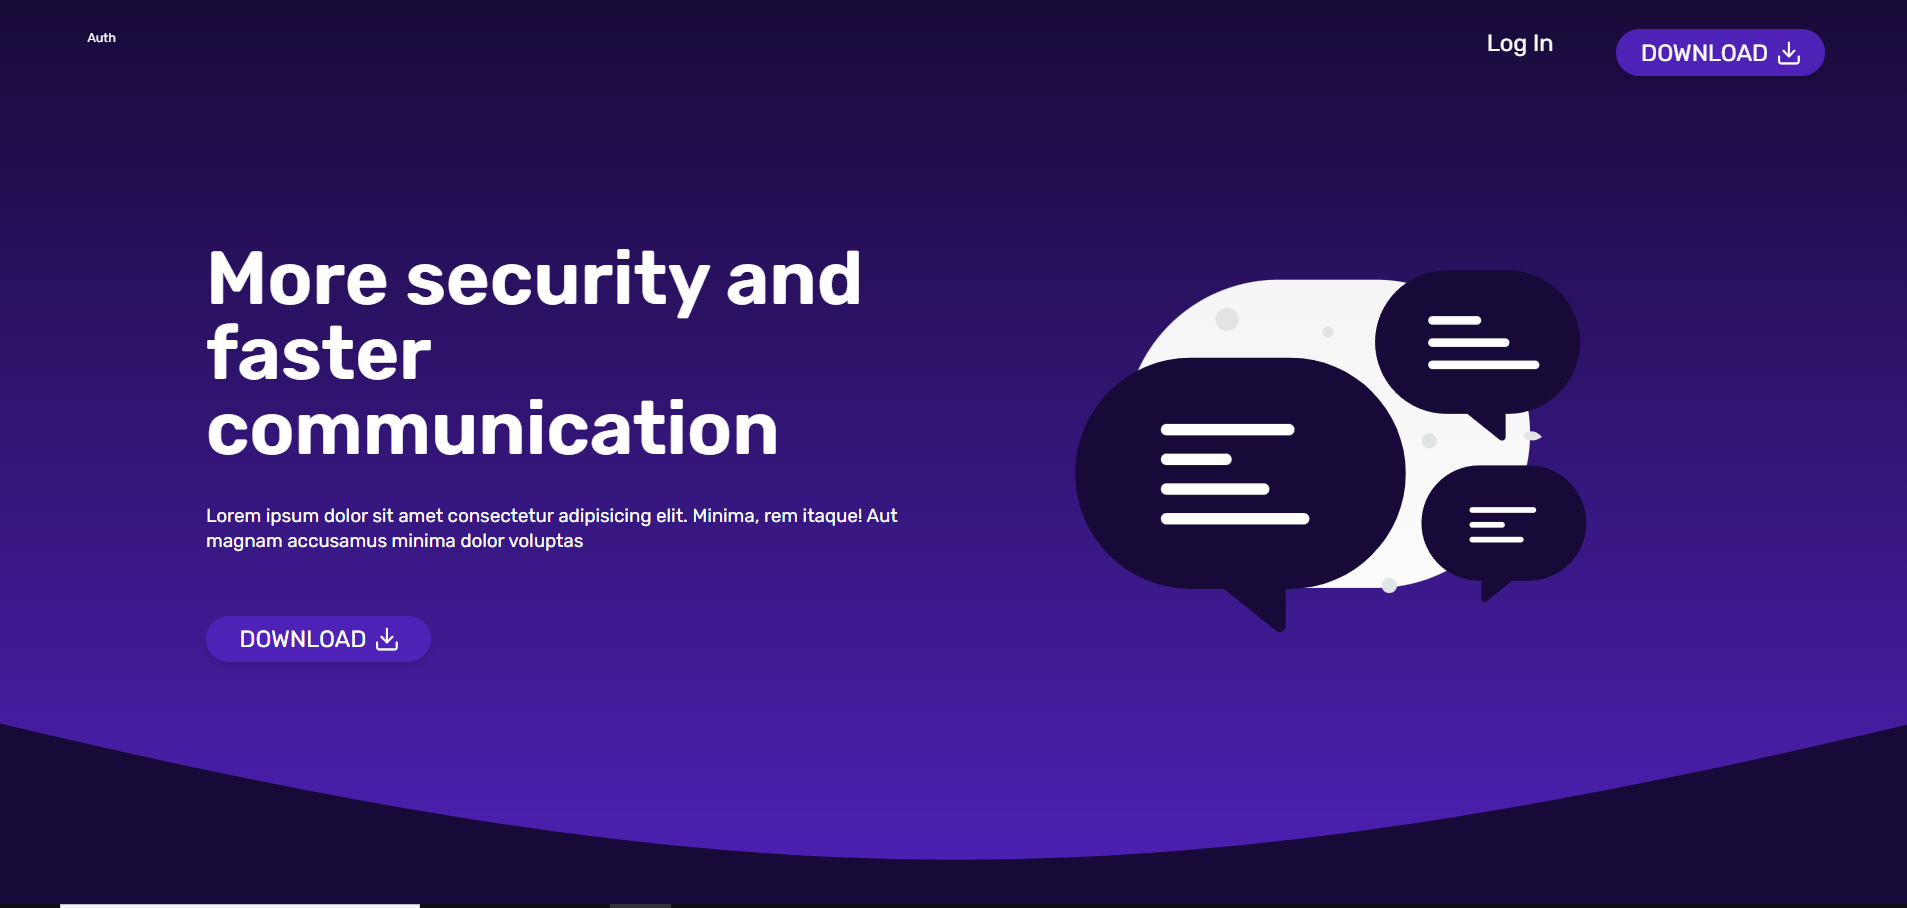 Auth
Log In
DOWNLOAD
More security and
faster
communication
Lorem ipsum dolor sit amet consectetur adipisicing elit. Minima, rem itaque! Aut
magnam accusamus minima dolor voluptas
DOWNLOAD